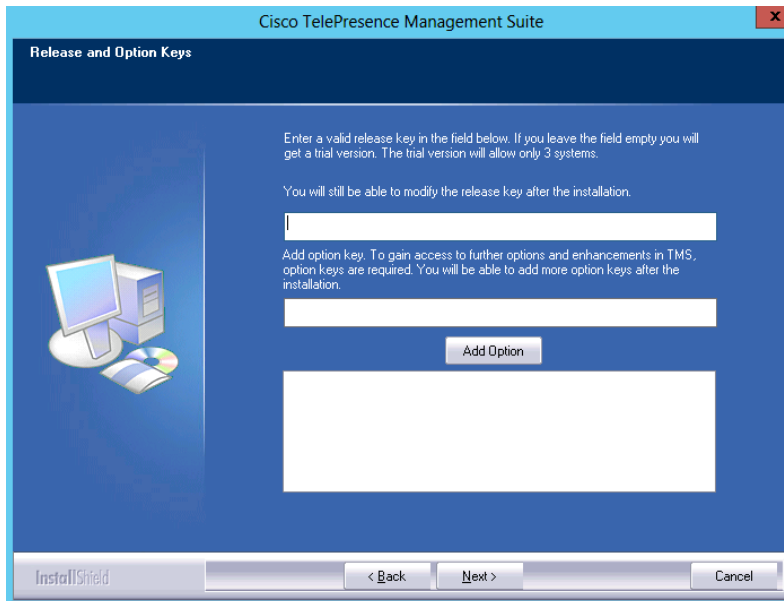 Cisco TelePresence Management Suite
x
Release and Option Keys
Enter a valid release key in the field below. If you leave the field empty you will
get a trial version. The trial version will allow only 3 systems.
You will still be able to modify the release key after the installation.
Add option key. To gain access to further options and enhancements in TMS,
option keys are required. You will be able to add more option keys after the
installation.
Add Option
InstallShield
< Back
Next >
Cancel